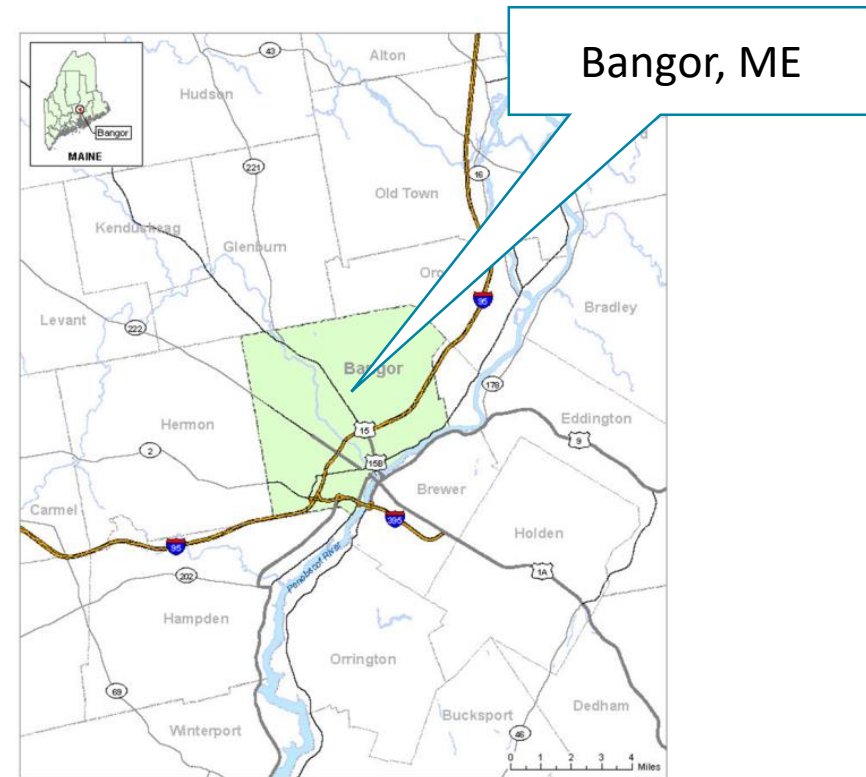 Bangor, ME
43
Alton
Hudson
Bangor
MAINE
221
16
Old Town
Kenduskeag
Glenburn
95
Bradley
Levant
222
Bangor
178
Eddington
Hermon
15
9
2
15B
Brewer
Carmel
395
Holden
95
Penobscot River
202
1A
Hampden
Orrington
69
Bucksport
Dedham
Winterport
46
0 1 2 3 4
Miles